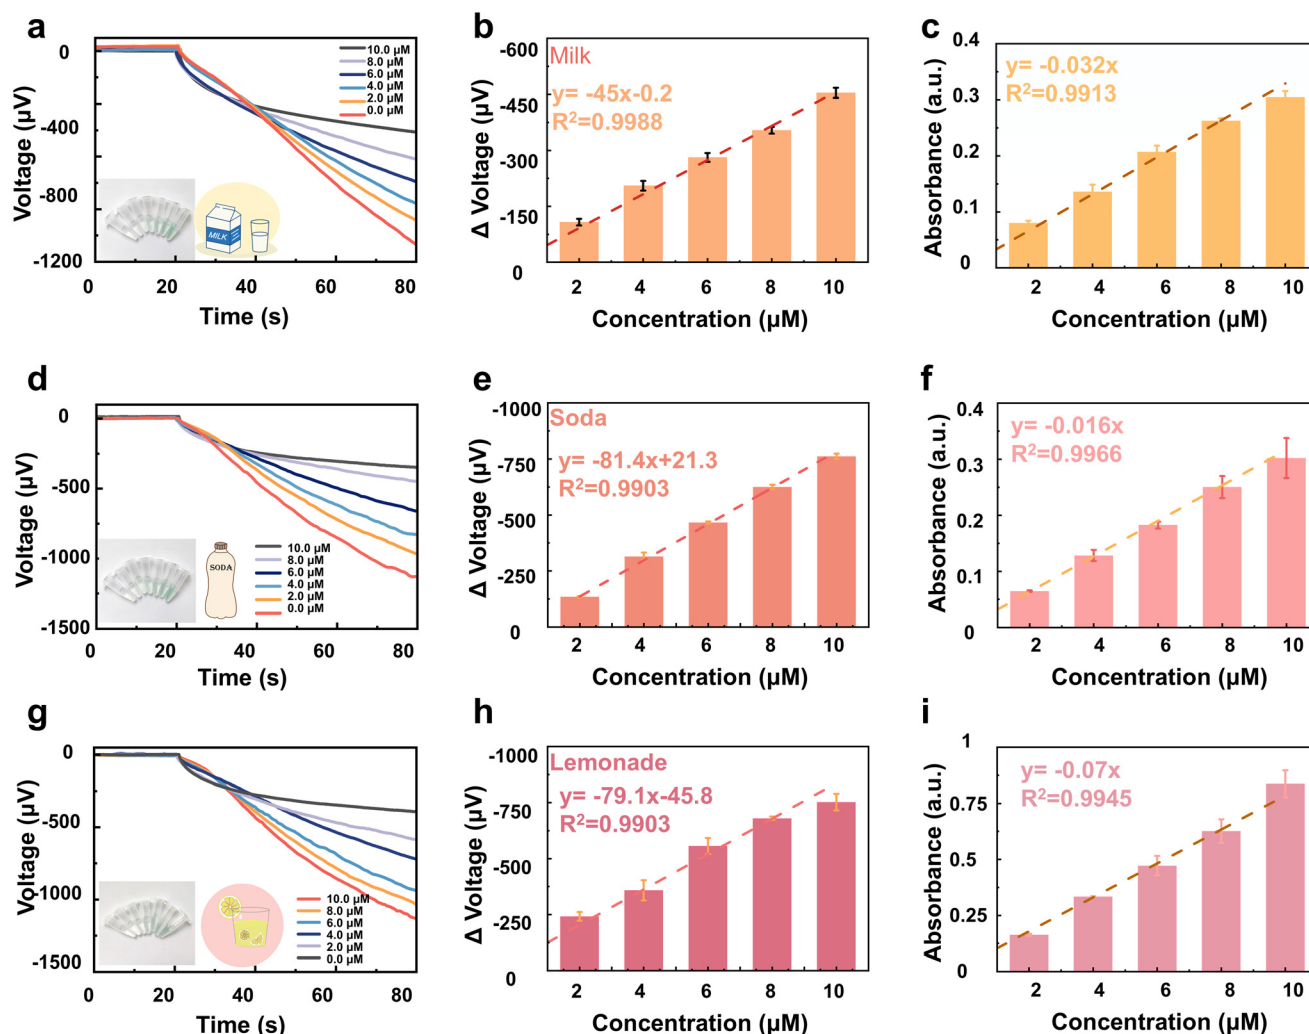 a
Voltage (µV)
0
-400
-800
-1200
10.0 µM
8.0 µM
6.0 µM
4.0 µM
2.0 µM
0.0 µM
MILK
0
20
40
60
80
Time (s)
b
Δ Voltage (µV)
-600
-450
-300
-150
0
Milk
y= -45x-0.2
R²=0.9988
2
4
6
8
10
Concentration (µM)
c
Absorbance (a.u.)
0.4
0.3
0.2
0.1
0
y= -0.032x
R²=0.9913
2
4
6
8
10
Concentration (µM)
d
Voltage (µV)
0
-500
-1000
-1500
SODA
10.0 µM
8.0 µM
6.0 µM
4.0 µM
2.0 µM
0.0 µM
0
20
40
60
80
Time (s)
e
Δ Voltage (µV)
-1000
-750
-500
-250
0
Soda
y= -81.4x+21.3
R²=0.9903
2
4
6
8
10
Concentration (µM)
f
Absorbance (a.u.)
0.4
0.3
0.2
0.1
0
y= -0.016x
R²=0.9966
2
4
6
8
10
Concentration (µM)
g
Voltage (µV)
0
-500
-1000
-1500
10.0 µM
8.0 µM
6.0 µM
4.0 µM
2.0 µM
0.0 µM
0
20
40
60
80
Time (s)
h
Δ Voltage (µV)
-1000
-750
-500
-250
0
Lemonade
y= -79.1x-45.8
R²=0.9903
2
4
6
8
10
Concentration (µM)
i
Absorbance (a.u.)
1
0.75
0.5
0.25
0
y= -0.07x
R²=0.9945
2
4
6
8
10
Concentration (µM)